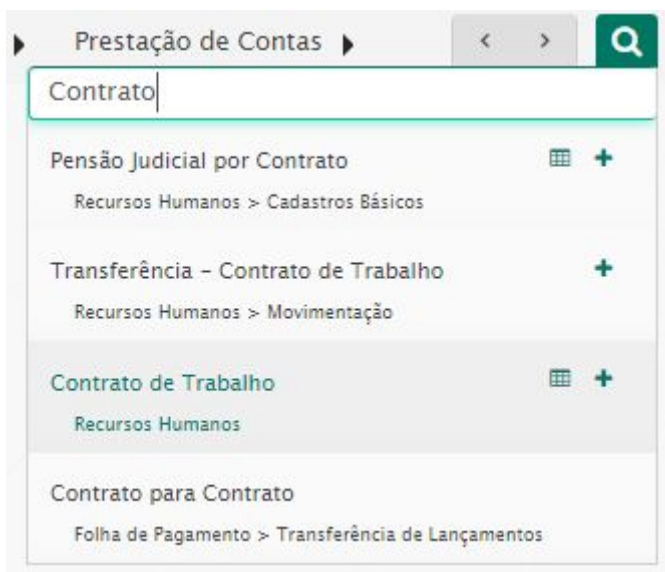 Prestação de Contas
Contrato
Pensão Judicial por Contrato
Recursos Humanos > Cadastros Básicos
Transferência - Contrato de Trabalho
Recursos Humanos > Movimentação
Contrato de Trabalho
Recursos Humanos
Contrato para Contrato
Folha de Pagamento > Transferência de Lançamentos